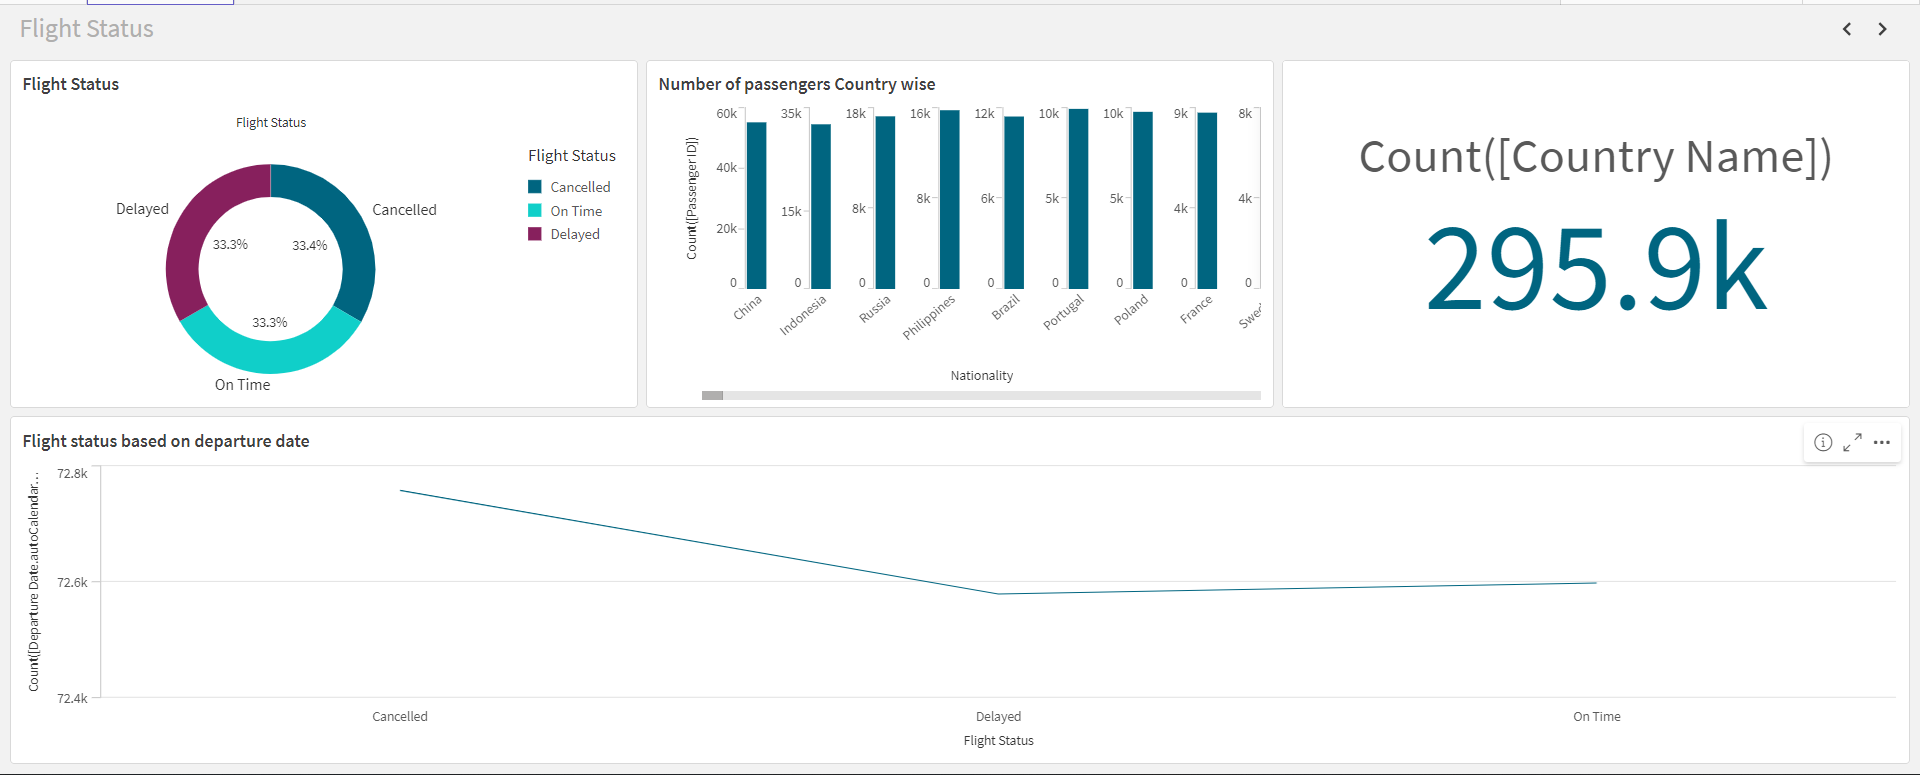 Flight Status
Flight Status
Flight Status
Delayed
Cancelled
33.3%
33.4%
33.3%
On Time
Flight Status
Cancelled
On Time
Delayed
Number of passengers Country wise
Count([Passenger ID])
60k
40k
20k
0
35k
15k
0
18k
8k
0
16k
8k
0
12k
6k
0
10k
5k
0
10k
5k
0
9k
4k
0
8k
4k
0
China
Indonesia
Russia
Philippines
Brazil
Portugal
Poland
France
Swe
Nationality
Count([Country Name])
295.9k
Flight status based on departure date
Count([Departure Date.autoCalendar...
72.8k
72.6k
72.4k
Cancelled
Delayed
On Time
Flight Status